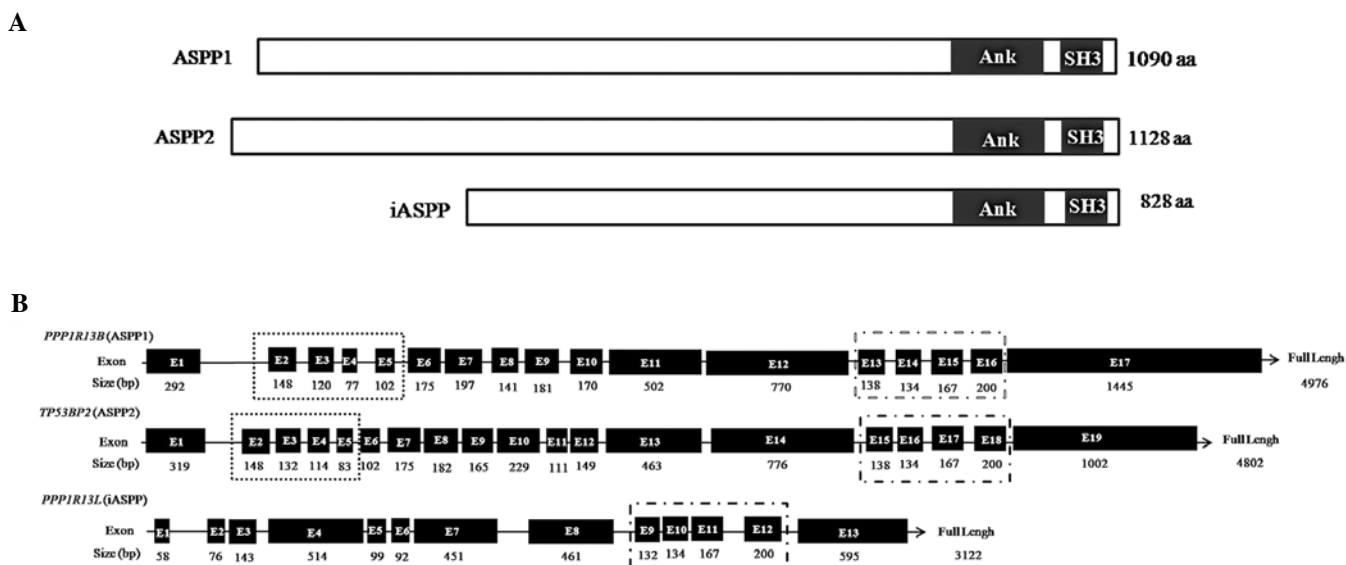 A
ASPP1 Ank SH3 1090 aa
ASPP2 Ank SH3 1128 aa
iASPP Ank SH3 828 aa
B
PPP1R13B (ASPP1)
Exon E1 E2 E3 E4 E5 E6 E7 E8 E9 E10 E11 E12 E13 E14 E15 E16 E17 Full Lengh
Size (bp) 292 148 120 77 102 175 197 141 181 170 502 770 138 134 167 200 1445 4976
TP53BP2 (ASPP2)
Exon E1 E2 E3 E4 E5 E6 E7 E8 E9 E10 E11 E12 E13 E14 E15 E16 E17 E18 E19 Full Lengh
Size (bp) 319 148 132 114 83 102 175 182 165 229 111 149 463 776 138 134 167 200 1002 4802
PPP1R13L (iASPP)
Exon E1 E2 E3 E4 E5 E6 E7 E8 E9 E10 E11 E12 E13 Full Lengh
Size (bp) 58 76 143 514 99 92 451 461 132 134 167 200 595 3122